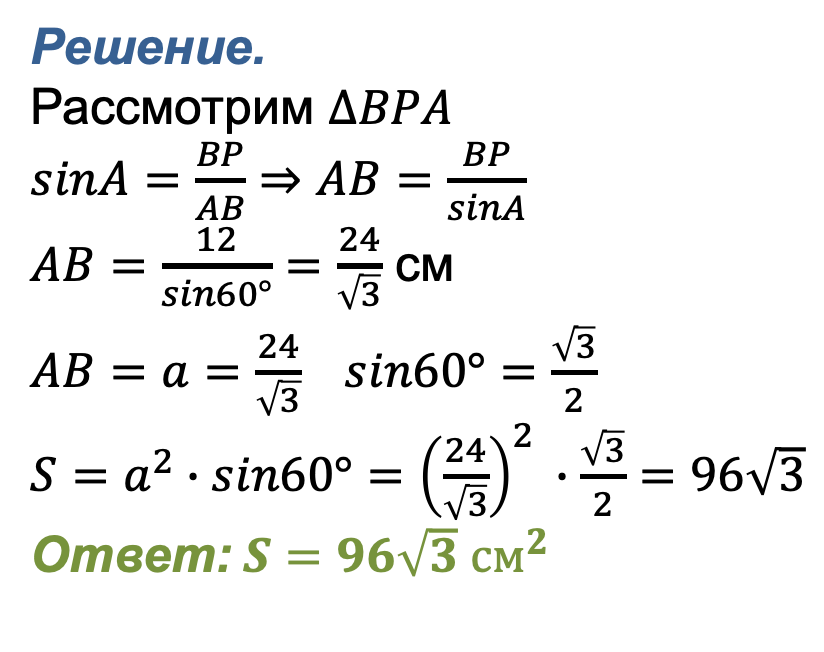 Решение.
Рассмотрим ΔBPA
sinA = BP/AB ⇒ AB = BP/sinA
AB = 12/sin60° = 24/√3 см
AB = a = 24/√3 sin60° = √3/2
S = a² · sin60° = (24/√3)² · √3/2 = 96√3
Ответ: S = 96√3 см²